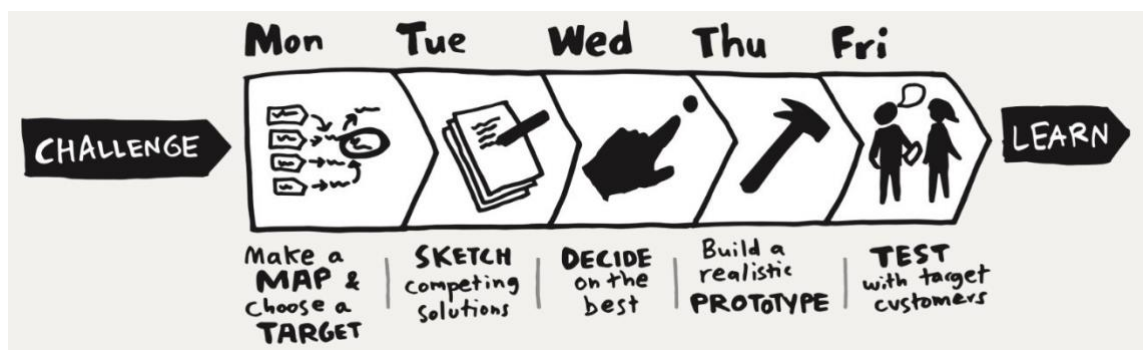 Mon
Tue
Wed
Thu
Fri
CHALLENGE
LEARN
Make a
MAP &
choose a
TARGET
SKETCH
competing
solutions
DECIDE
on the
best
Build a
realistic
PROTOTYPE
TEST
with target
customers